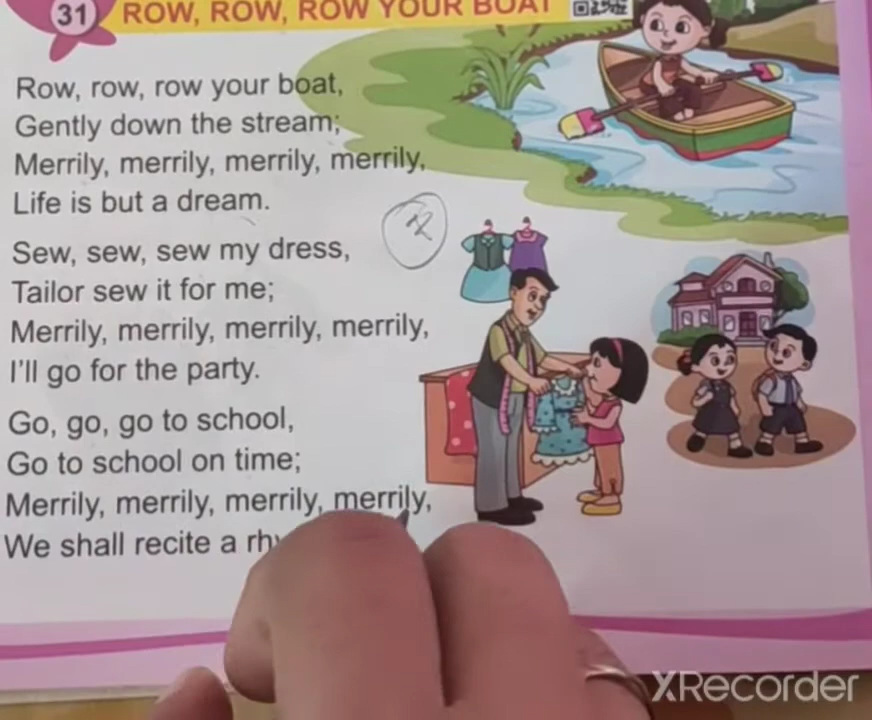 31 ROW, ROW, ROW YOUR BOAT
Row, row, row your boat,
Gently down the stream;
Merrily, merrily, merrily, merrily,
Life is but a dream.
Sew, sew, sew my dress,
Tailor sew it for me;
Merrily, merrily, merrily, merrily,
I'll go for the party.
Go, go, go to school,
Go to school on time;
Merrily, merrily, merrily, merrily,
We shall recite a
XRecorder